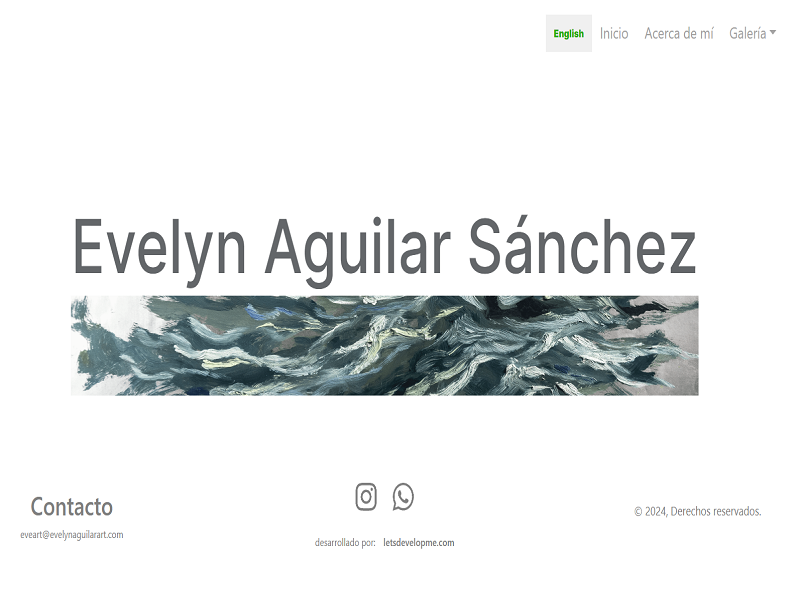 English Inicio Acerca de mí Galería
Evelyn Aguilar Sánchez
Contacto
eveart@evelynaguilarart.com
desarrollado por: letsdevelopme.com
© 2024, Derechos reservados.